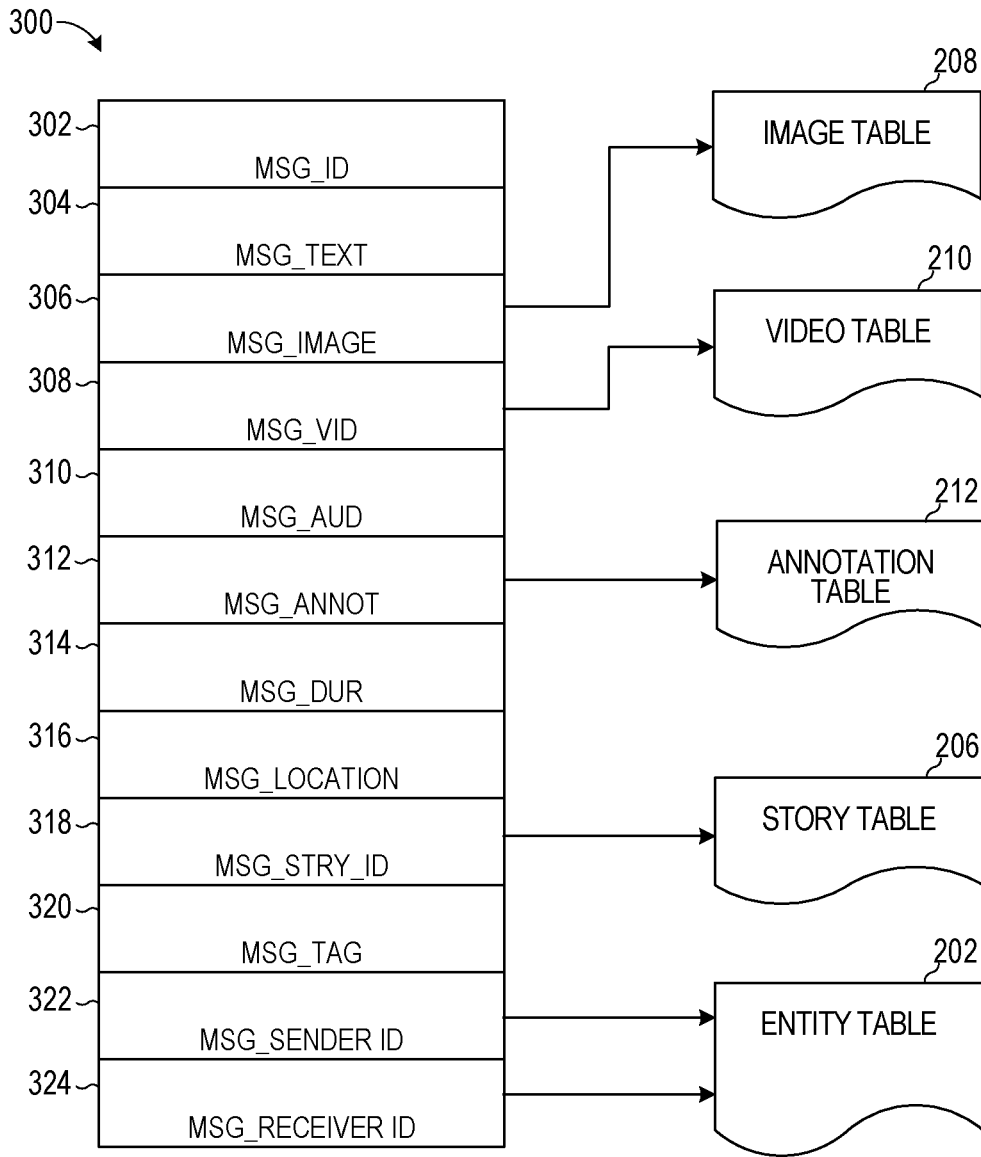 300
302
MSG_ID
304
MSG_TEXT
306
MSG_IMAGE
308
MSG_VID
310
MSG_AUD
312
MSG_ANNOT
314
MSG_DUR
316
MSG_LOCATION
318
MSG_STRY_ID
320
MSG_TAG
322
MSG_SENDER ID
324
MSG_RECEIVER ID
208
IMAGE TABLE
210
VIDEO TABLE
212
ANNOTATION
TABLE
206
STORY TABLE
202
ENTITY TABLE